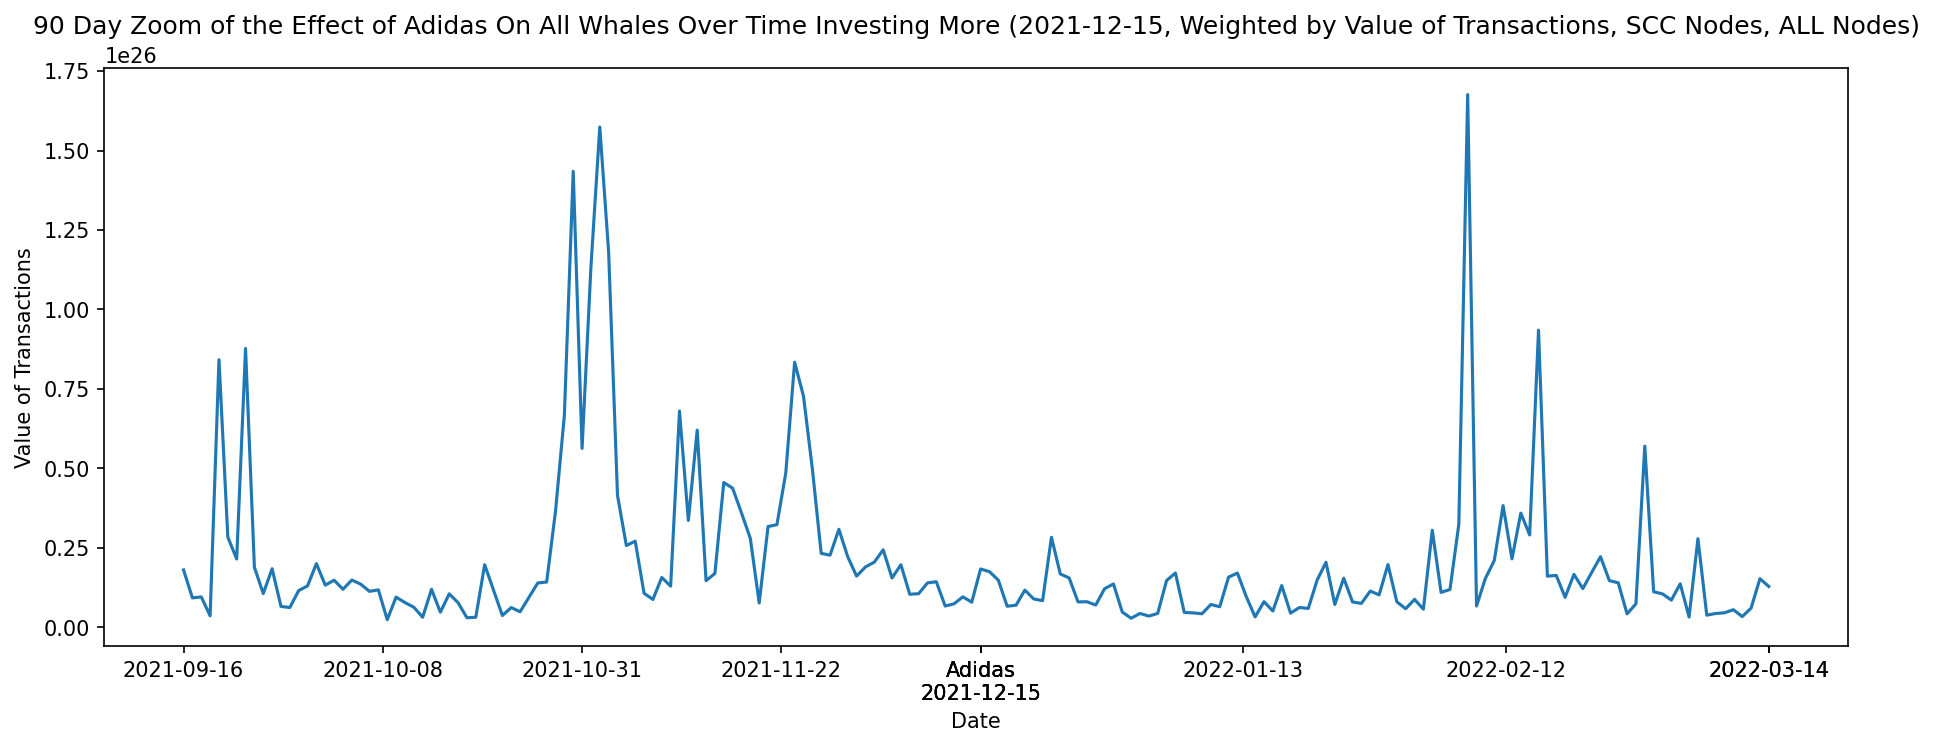 90 Day Zoom of the Effect of Adidas On All Whales Over Time Investing More (2021-12-15, Weighted by Value of Transactions, SCC Nodes, ALL Nodes)
1e26
1.75
1.50
1.25
1.00
0.75
0.50
0.25
0.00
Value of Transactions
2021-09-16 2021-10-08 2021-10-31 2021-11-22 Adidas 2022-01-13 2022-02-12 2022-03-14
2021-12-15
Date